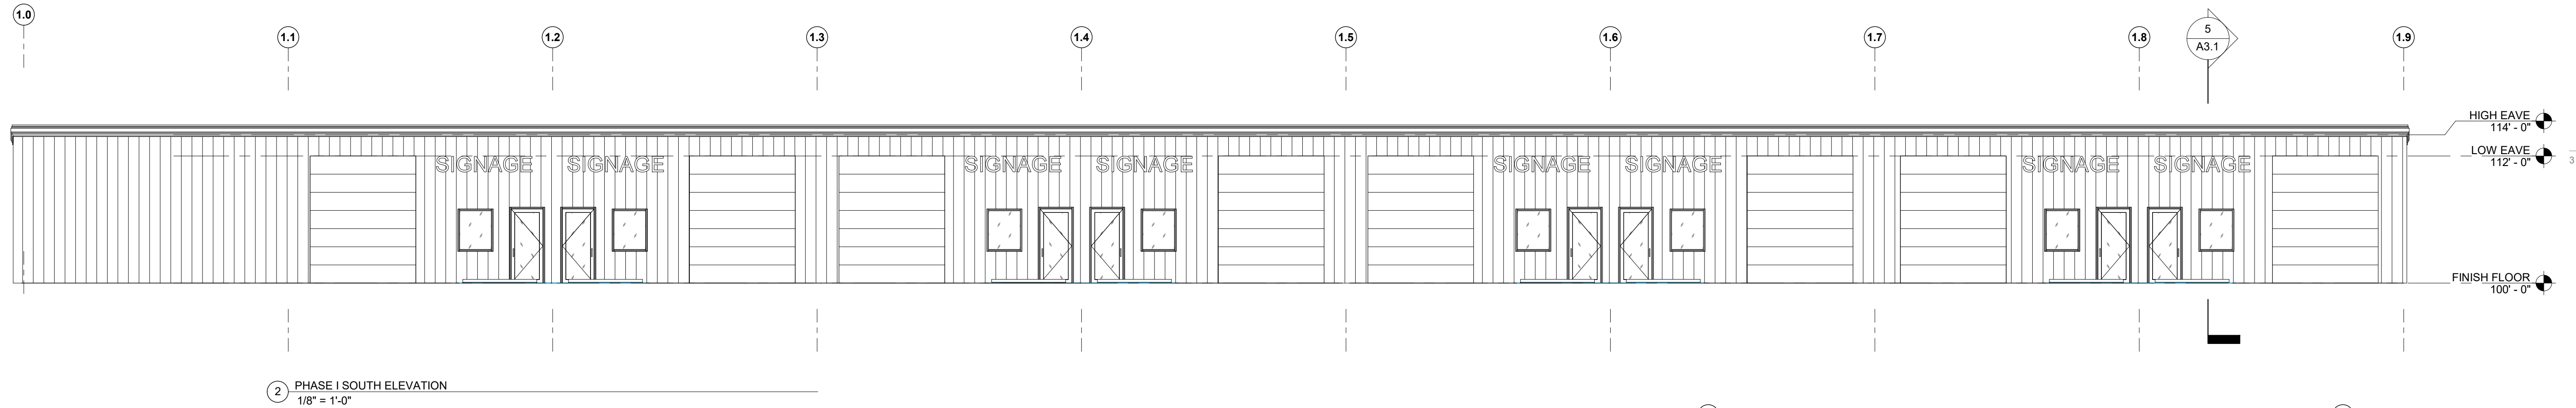 1.0
1.1
1.2
1.3
1.4
1.5
1.6
1.7
1.8
5
A3.1
1.9
HIGH EAVE
114' - 0"
LOW EAVE
112' - 0"
3
SIGNAGE SIGNAGE SIGNAGE SIGNAGE SIGNAGE SIGNAGE SIGNAGE SIGNAGE
FINISH FLOOR
100' - 0"
2 PHASE I SOUTH ELEVATION
1/8" = 1'-0"